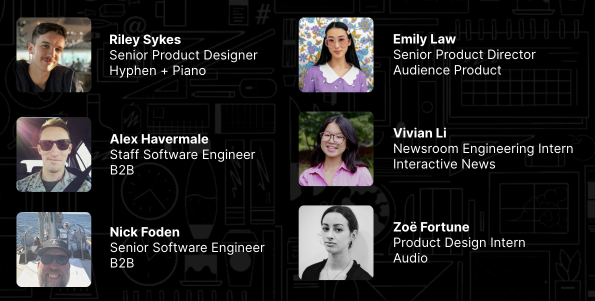 Riley Sykes
Senior Product Designer
Hyphen + Piano
Alex Havermale
Staff Software Engineer
B2B
Nick Foden
Senior Software Engineer
B2B
Emily Law
Senior Product Director
Audience Product
Vivian Li
Newsroom Engineering Intern
Interactive News
Zoë Fortune
Product Design Intern
Audio